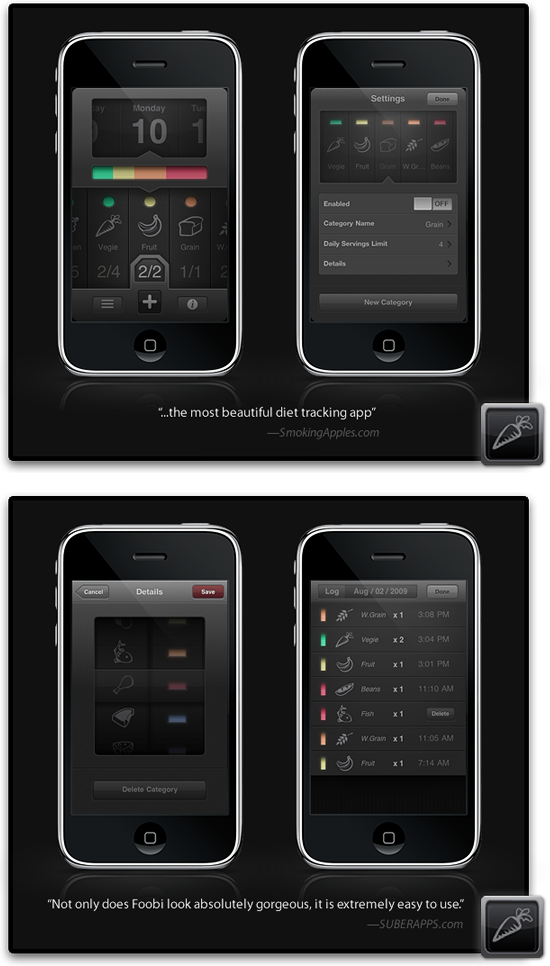 ay Monday Tu
0 10 1
Vegie Fruit Grain W.
5 2/4 2/2 1/1
Settings Done
Vegie Fruit Grain W.Gr... Beans
Enabled OFF
Category Name Grain
Daily Servings Limit 4
Details
New Category
“...the most beautiful diet tracking app”
—SmokingApples.com
Cancel Details Save
Delete Category
Log Aug / 02 / 2009 Done
W.Grain x 1 3:08 PM
Vegie x 2 3:04 PM
Fruit x 1 3:01 PM
Beans x 1 11:10 AM
Fish x 1 Delete
W.Grain x 1 11:05 AM
Fruit x 1 7:14 AM
“Not only does Foobi look absolutely gorgeous, it is extremely easy to use.”
—SUBERAPPS.com